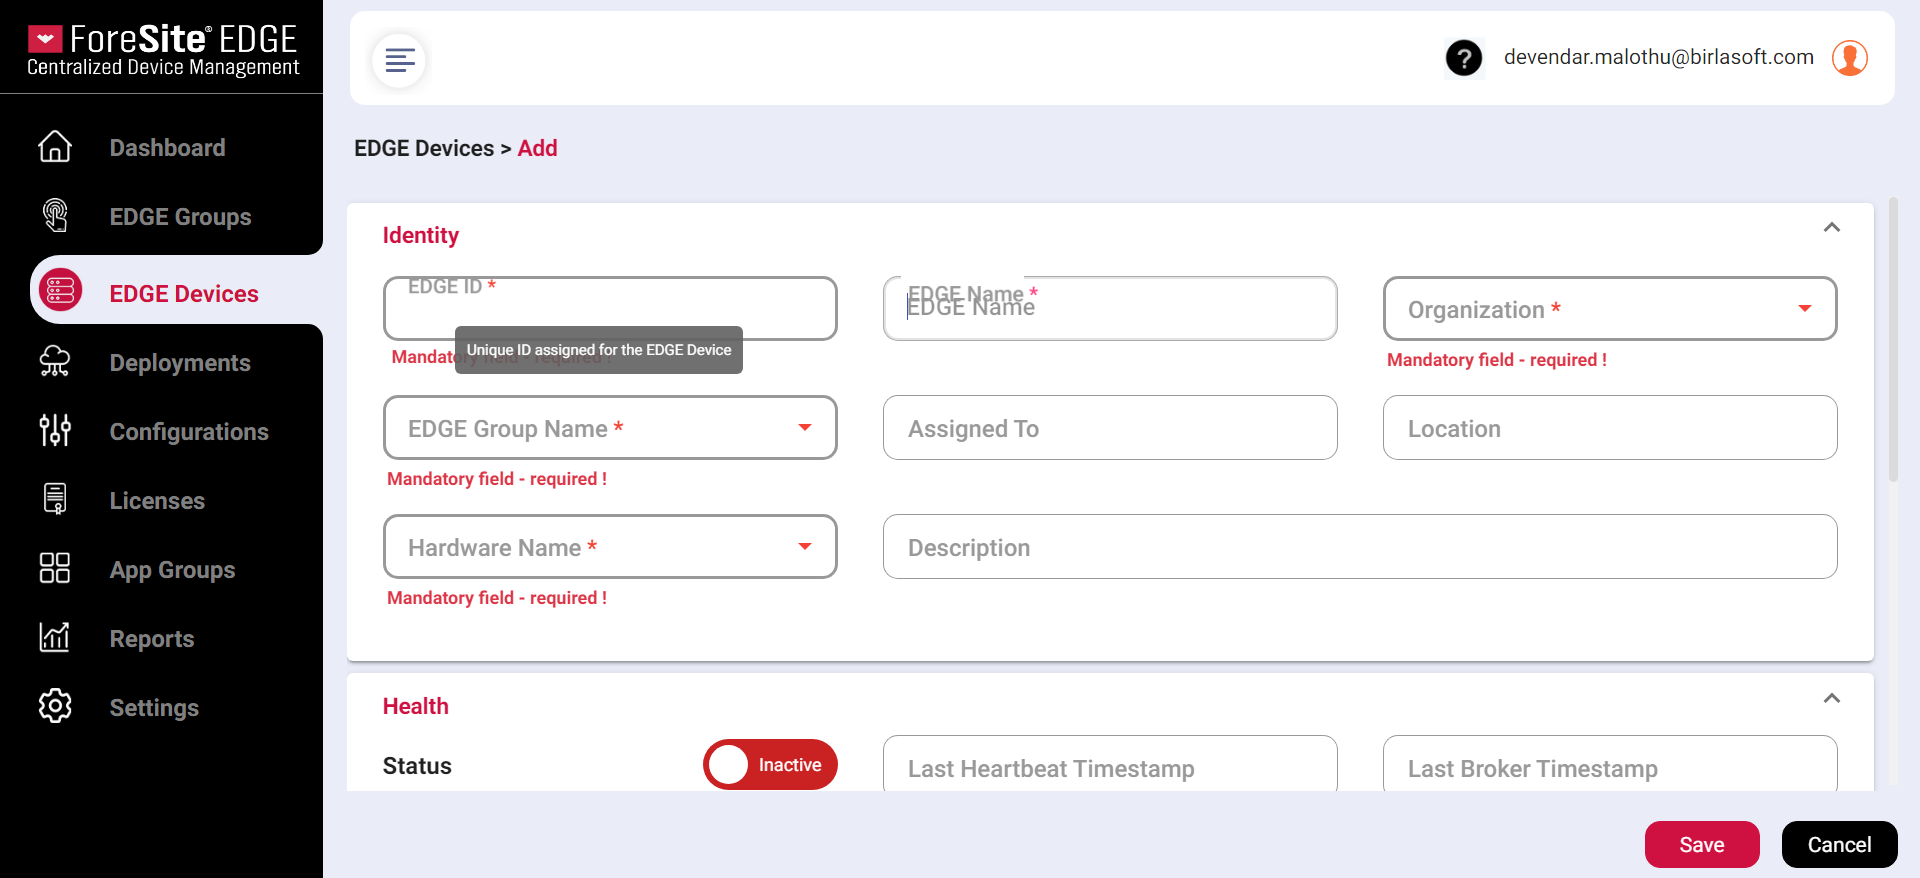 ForeSite® EDGE
Centralized Device Management
?
devendar.malothu@birlasoft.com
Dashboard
EDGE Groups
EDGE Devices
Deployments
Configurations
Licenses
App Groups
Reports
Settings
EDGE Devices > Add
Identity
EDGE ID *
EDGE Name *
EDGE Name
Organization *
Mandatory field - required !
Unique ID assigned for the EDGE Device
Mandatory field - required !
EDGE Group Name *
Assigned To
Location
Mandatory field - required !
Hardware Name *
Description
Mandatory field - required !
Health
Status
Inactive
Last Heartbeat Timestamp
Last Broker Timestamp
Save
Cancel